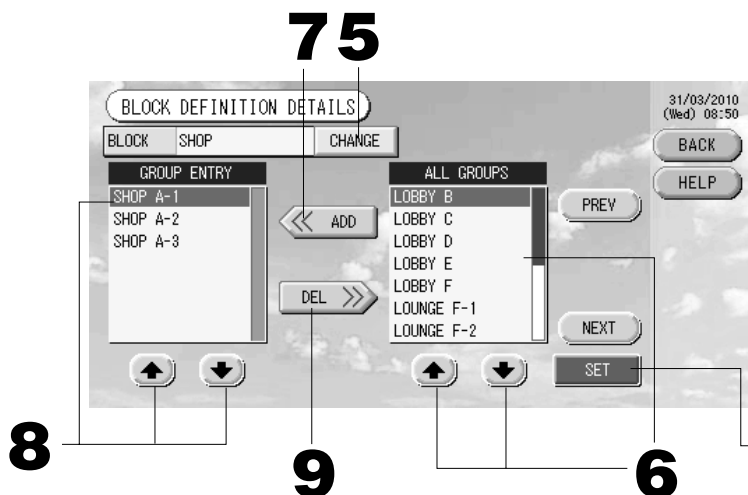 7 5
BLOCK DEFINITION DETAILS
31/03/2010
(Wed) 08:50
BLOCK SHOP CHANGE
BACK
HELP
GROUP ENTRY
SHOP A-1
SHOP A-2
SHOP A-3
ADD
DEL
ALL GROUPS
LOBBY B
LOBBY C
LOBBY D
LOBBY E
LOBBY F
LOUNGE F-1
LOUNGE F-2
PREV
NEXT
SET
8
9
6